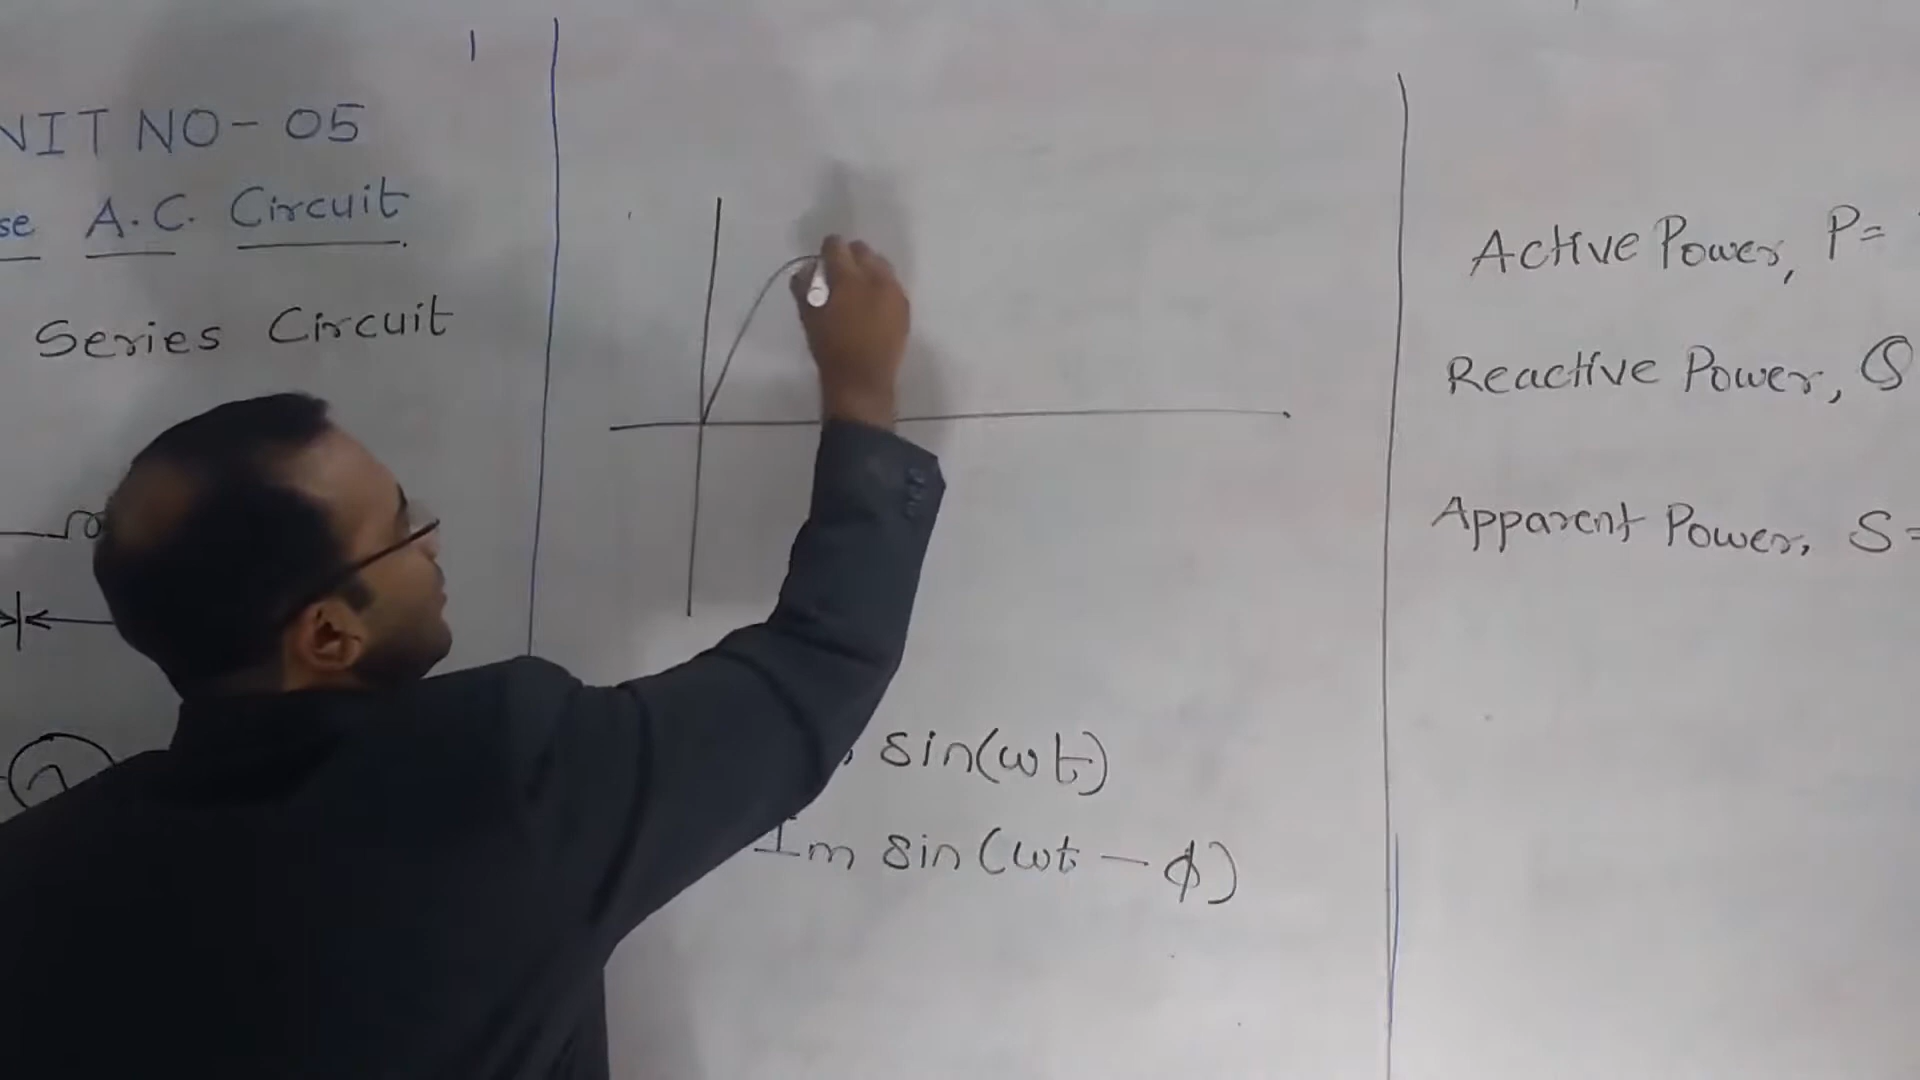 NIT NO - 05
se A.C. Circuit
Series Circuit
sin(ωt)
Im sin(ωt - ϕ)
Active Power, P=
Reactive Power, Q
Apparent Power, S=